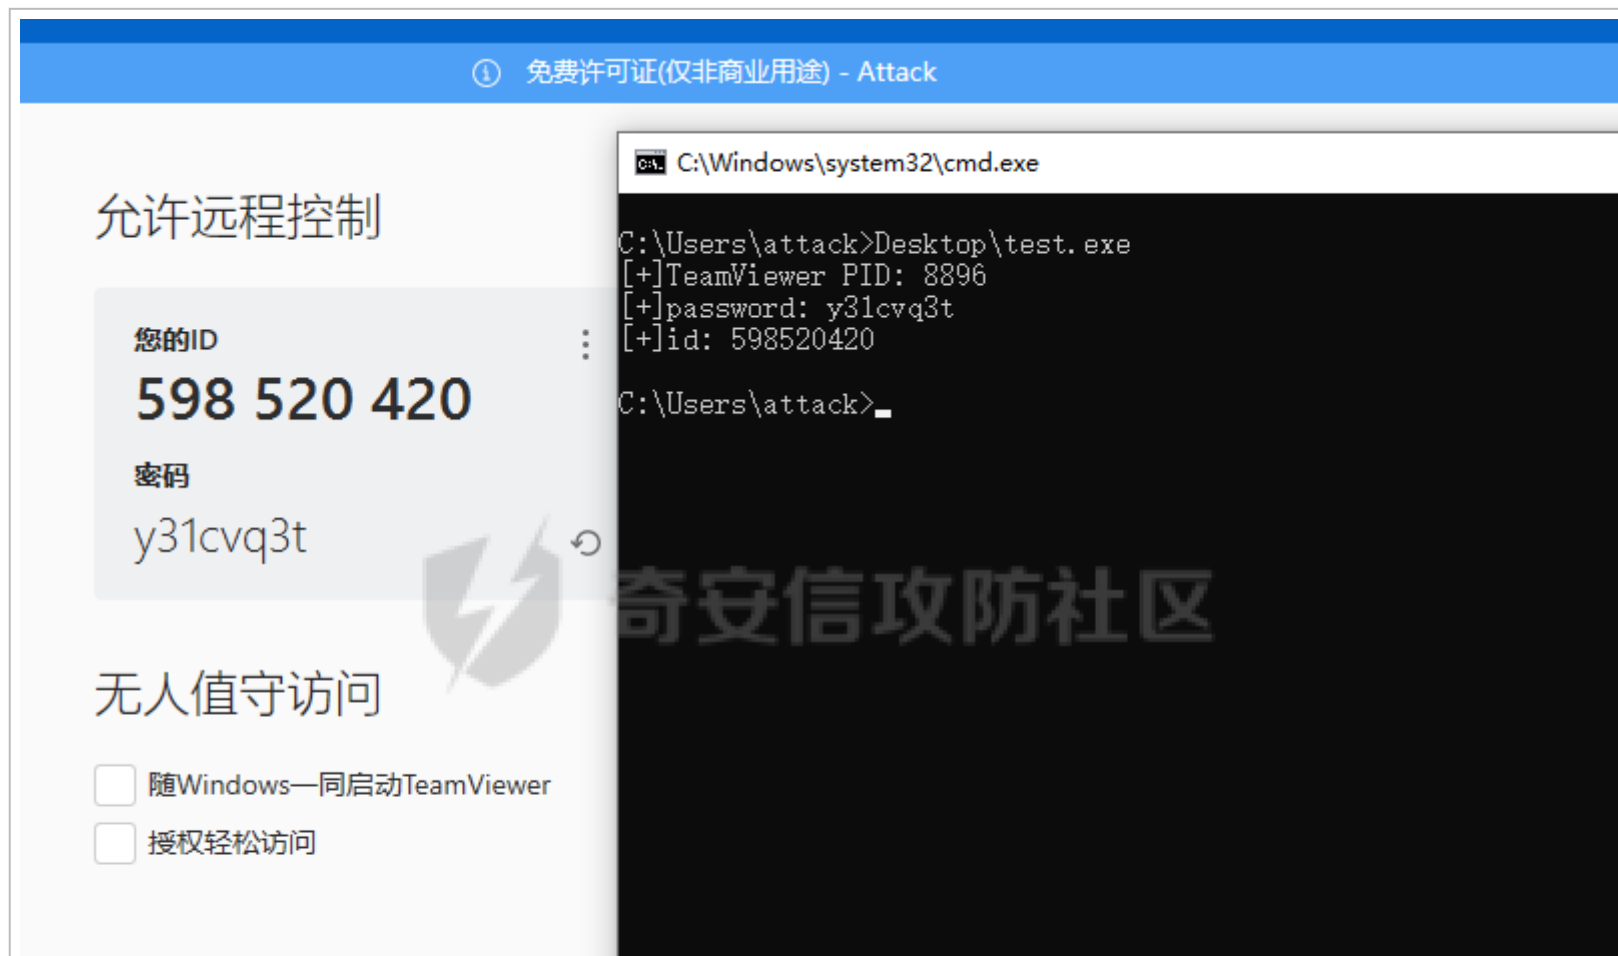 免费许可证(仅非商业用途) - Attack
允许远程控制
您的ID
598 520 420
密码
y31cvq3t
无人值守访问
随Windows一同启动TeamViewer
授权轻松访问
C:\Windows\system32\cmd.exe
C:\Users\attack>Desktop\test.exe
[+]TeamViewer PID: 8896
[+]password: y31cvq3t
[+]id: 598520420
C:\Users\attack>
奇安信攻防社区